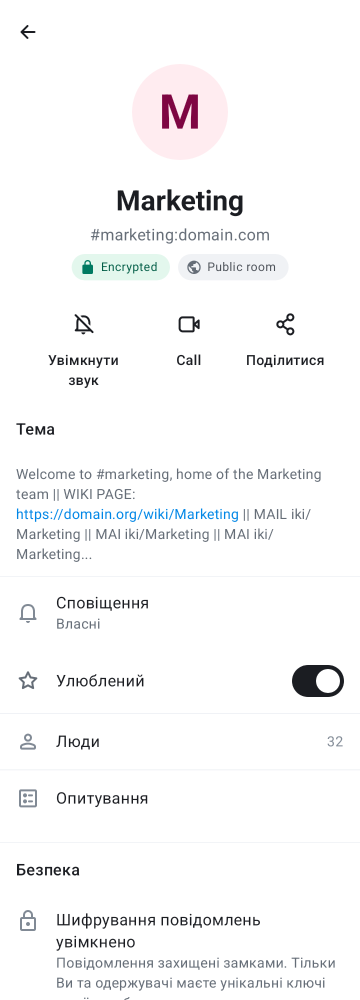 M
Marketing
#marketing:domain.com
Encrypted Public room
Увімкнути звук Call Поділитися
Тема
Welcome to #marketing, home of the Marketing
team || WIKI PAGE:
https://domain.org/wiki/Marketing || MAIL iki/
Marketing || MAI iki/Marketing || MAI iki/
Marketing...
Сповіщення
Власні
Улюблений
Люди 32
Опитування
Безпека
Шифрування повідомлень
увімкнено
Повідомлення захищені замками. Тільки
Ви та одержувачі маєте унікальні ключі